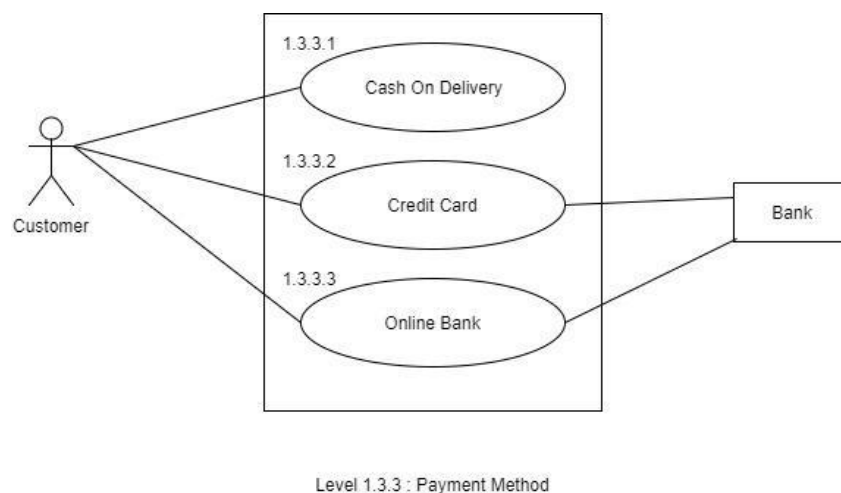 1.3.3.1
Cash On Delivery
1.3.3.2
Credit Card
Bank
Customer
1.3.3.3
Online Bank
Level 1.3.3 : Payment Method